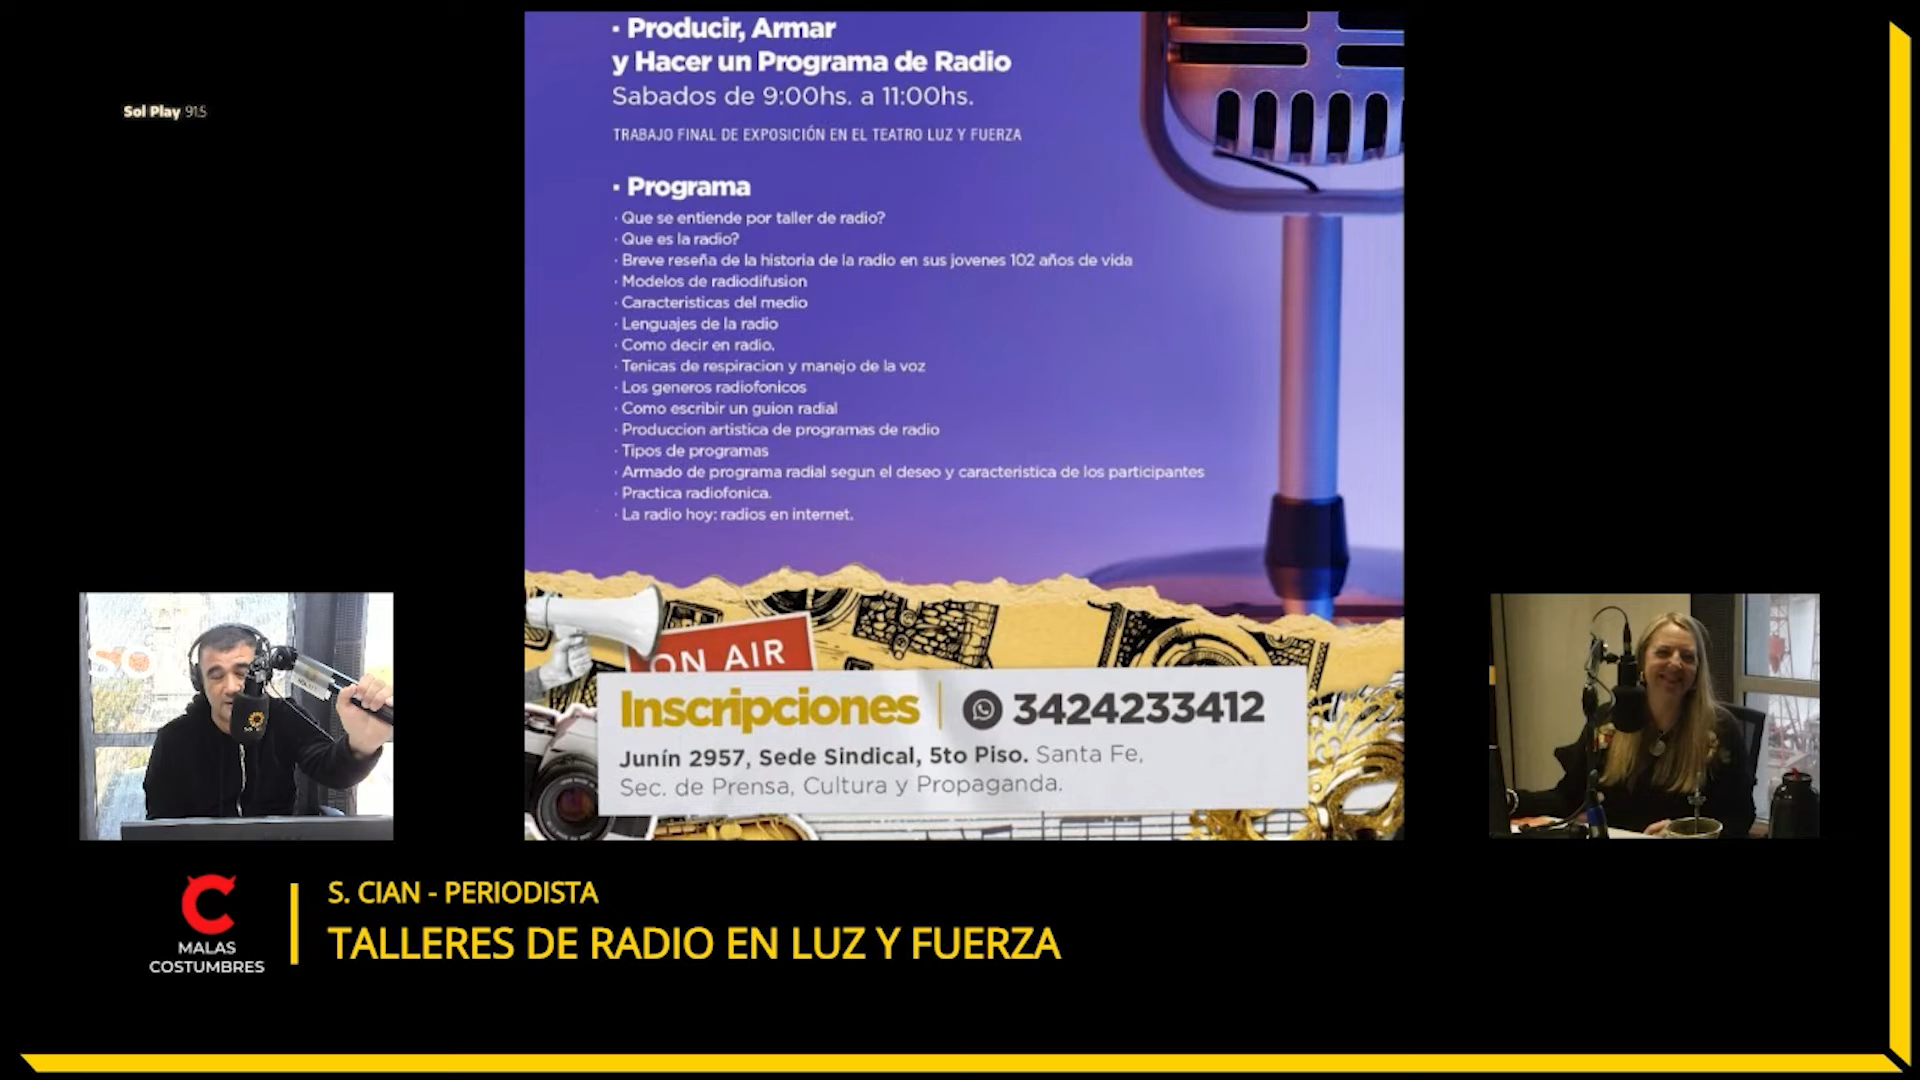 · Producir, Armar
y Hacer un Programa de Radio
Sabados de 9:00hs. a 11:00hs.
TRABAJO FINAL DE EXPOSICIÓN EN EL TEATRO LUZ Y FUERZA
· Programa
· Que se entiende por taller de radio?
· Que es la radio?
· Breve reseña de la historia de la radio en sus jovenes 102 años de vida
· Modelos de radiodifusion
· Caracteristicas del medio
· Lenguajes de la radio
· Como decir en radio.
· Tenicas de respiracion y manejo de la voz
· Los generos radiofonicos
· Como escribir un guion radial
· Produccion artistica de programas de radio
· Tipos de programas
· Armado de programa radial segun el deseo y caracteristica de los participantes
· Practica radiofonica.
· La radio hoy: radios en internet.
Sol Play 91.5
ON AIR
Inscripciones | 3424233412
Junín 2957, Sede Sindical, 5to Piso. Santa Fe,
Sec. de Prensa, Cultura y Propaganda.
C
MALAS
COSTUMBRES
S. CIAN - PERIODISTA
TALLERES DE RADIO EN LUZ Y FUERZA